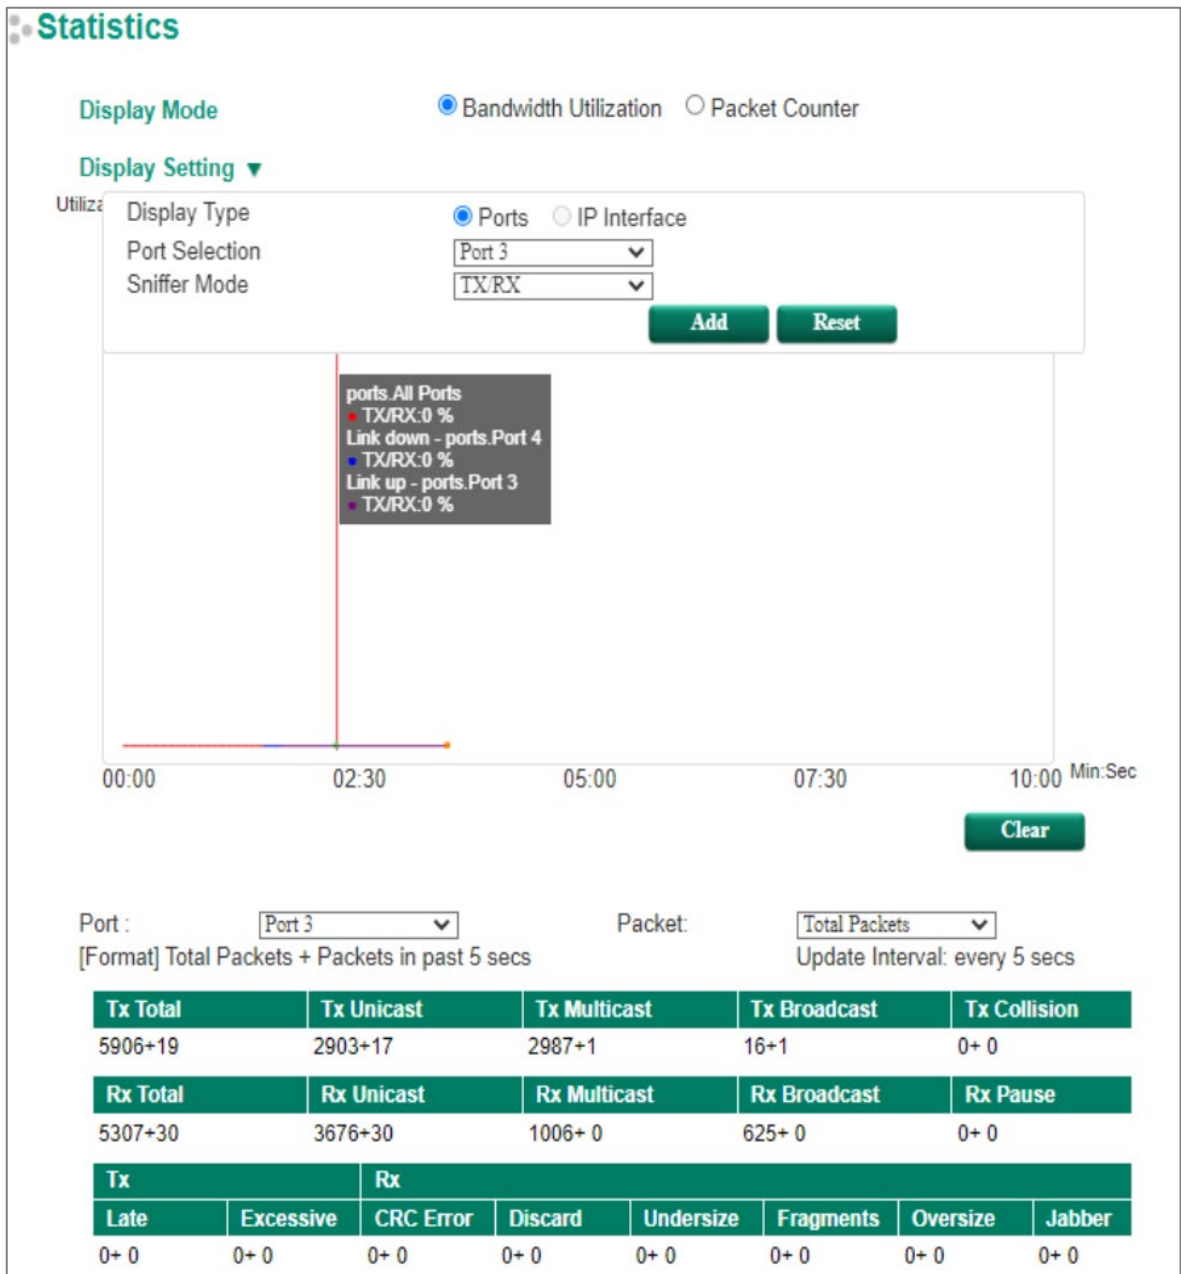 Statistics
Display Mode Bandwidth Utilization Packet Counter
Display Setting ▼
Utiliza
Display Type Ports IP Interface
Port Selection Port 3
Sniffer Mode TX/RX
Add Reset
ports.All Ports
TX/RX:0 %
Link down - ports.Port 4
TX/RX:0 %
Link up - ports.Port 3
TX/RX:0 %
00:00 02:30 05:00 07:30 10:00 Min:Sec
Clear
Port : Port 3 Packet: Total Packets
[Format] Total Packets + Packets in past 5 secs Update Interval: every 5 secs
Tx Total Tx Unicast Tx Multicast Tx Broadcast Tx Collision
5906+19 2903+17 2987+1 16+1 0+ 0
Rx Total Rx Unicast Rx Multicast Rx Broadcast Rx Pause
5307+30 3676+30 1006+ 0 625+ 0 0+ 0
Tx Rx
Late Excessive CRC Error Discard Undersize Fragments Oversize Jabber
0+ 0 0+ 0 0+ 0 0+ 0 0+ 0 0+ 0 0+ 0 0+ 0